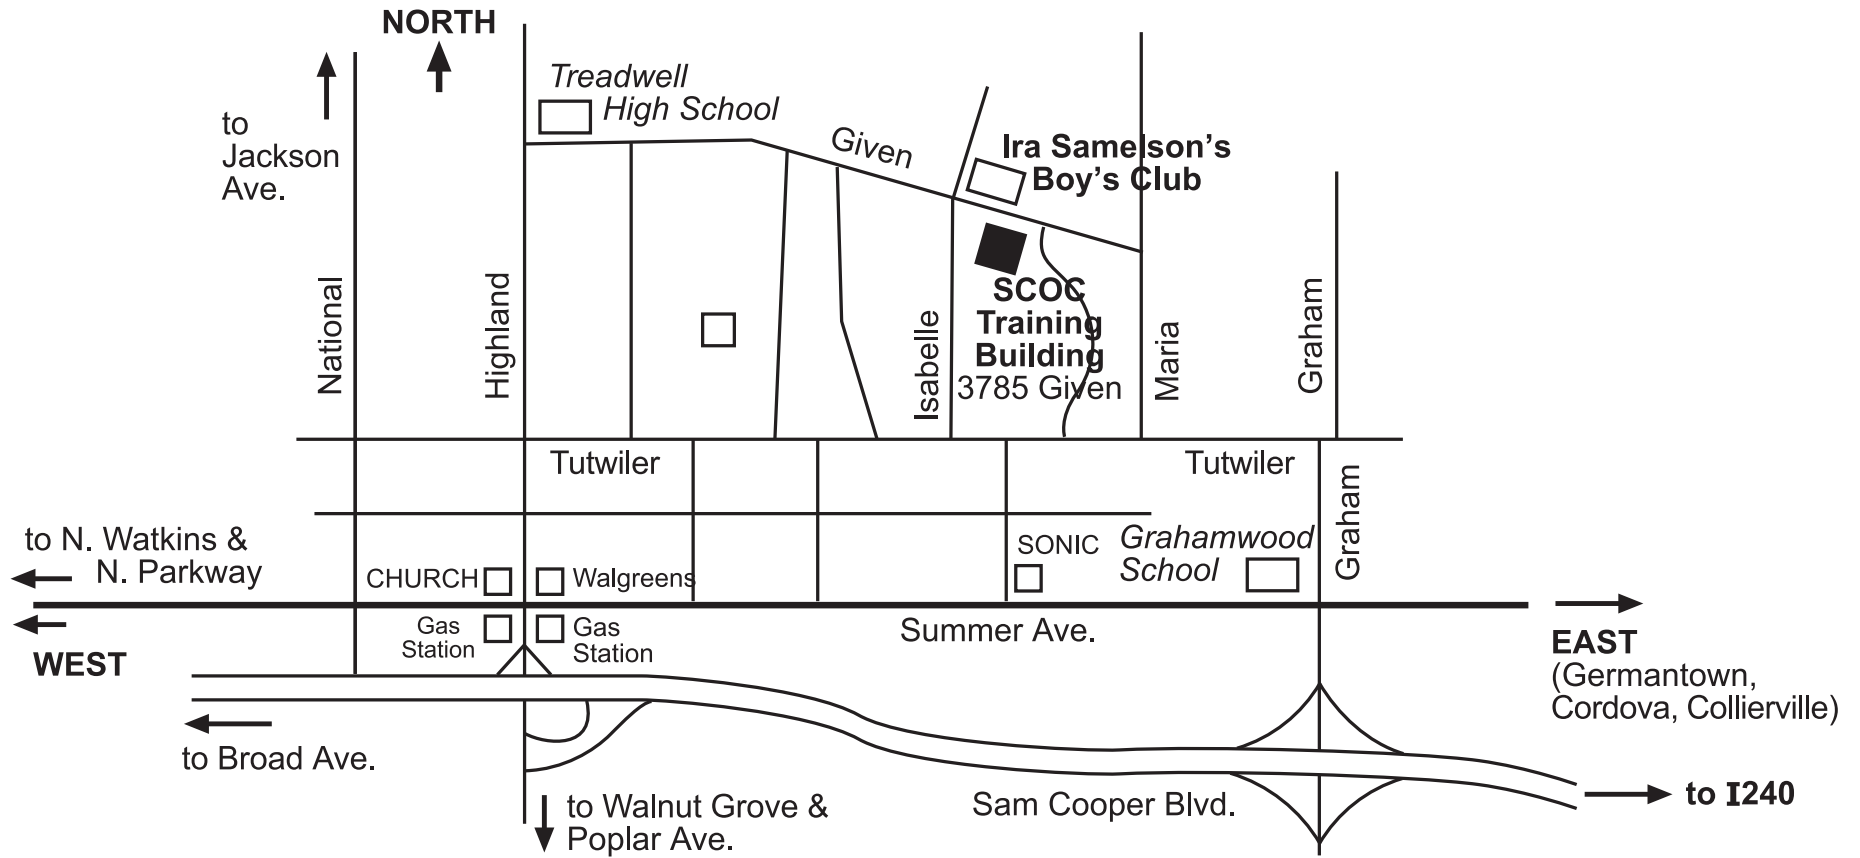 NORTH
Treadwell
High School
to
Jackson
Ave.
Given
Ira Samelson's
Boy's Club
National
Highland
Isabelle
SCOC
Training
Building
3785 Given
Maria
Graham
Tutwiler
Tutwiler
Graham
to N. Watkins &
N. Parkway
CHURCH
Walgreens
SONIC
Grahamwood
School
Gas
Station
Gas
Station
Summer Ave.
WEST
EAST
(Germantown,
Cordova, Collierville)
to Broad Ave.
to Walnut Grove &
Poplar Ave.
Sam Cooper Blvd.
to I240